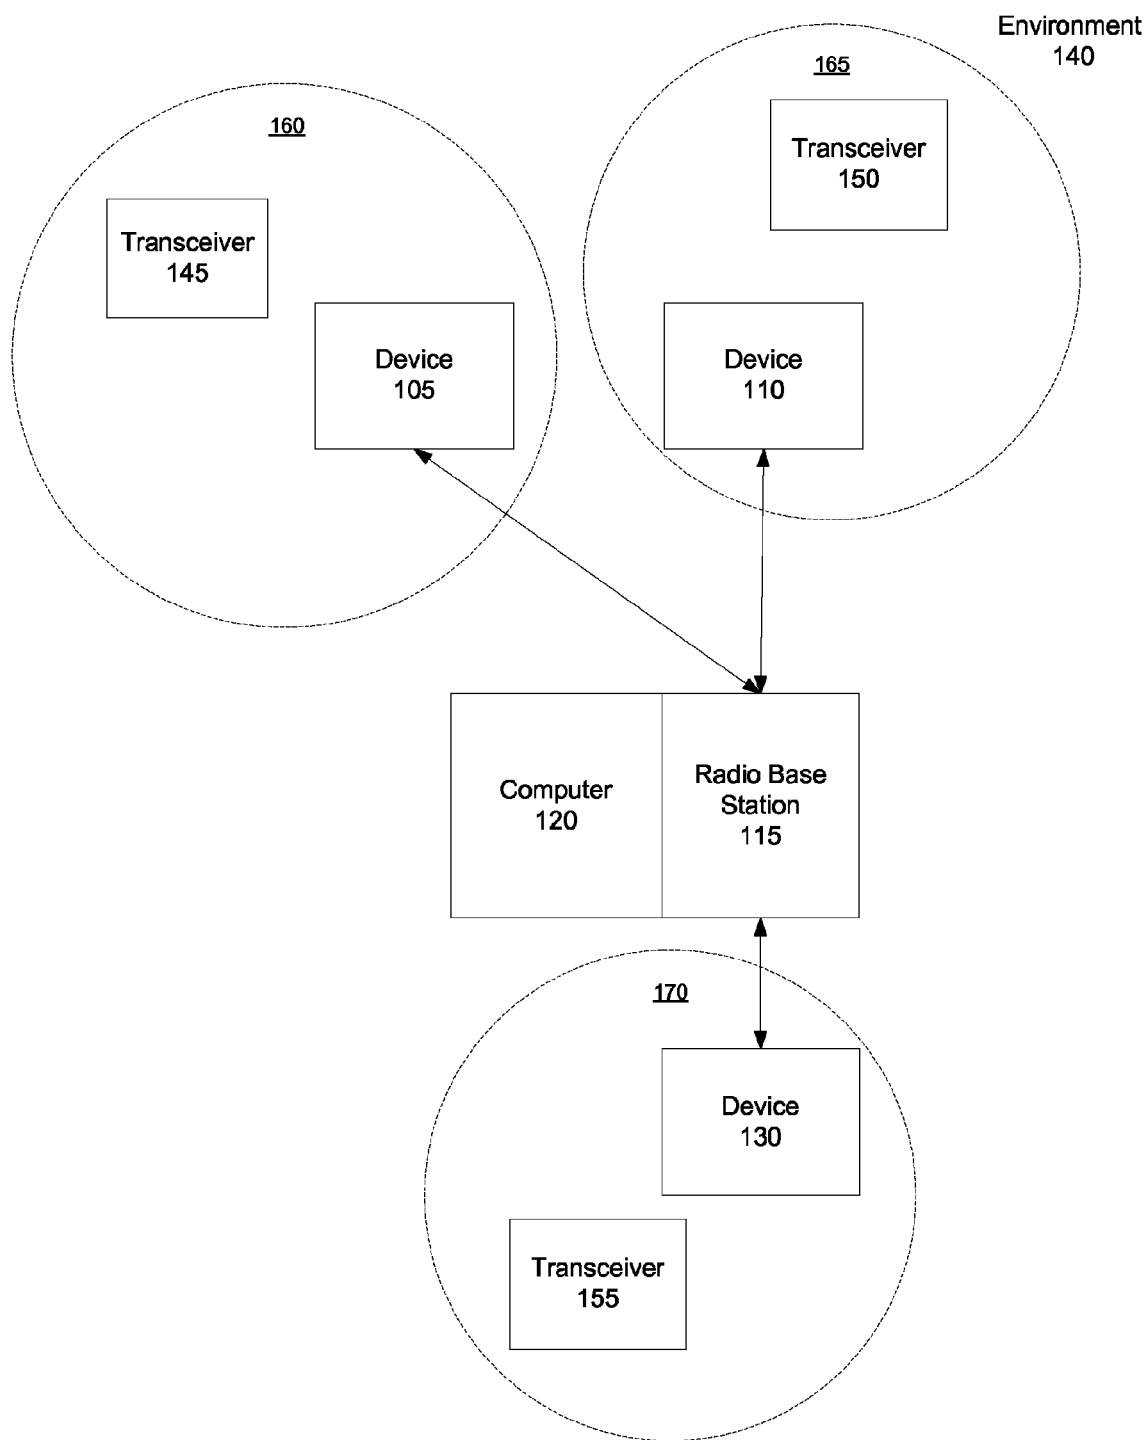 Environment
140
165
160
Transceiver
150
Transceiver
145
Device
105
Device
110
Computer
120
Radio Base
Station
115
170
Device
130
Transceiver
155